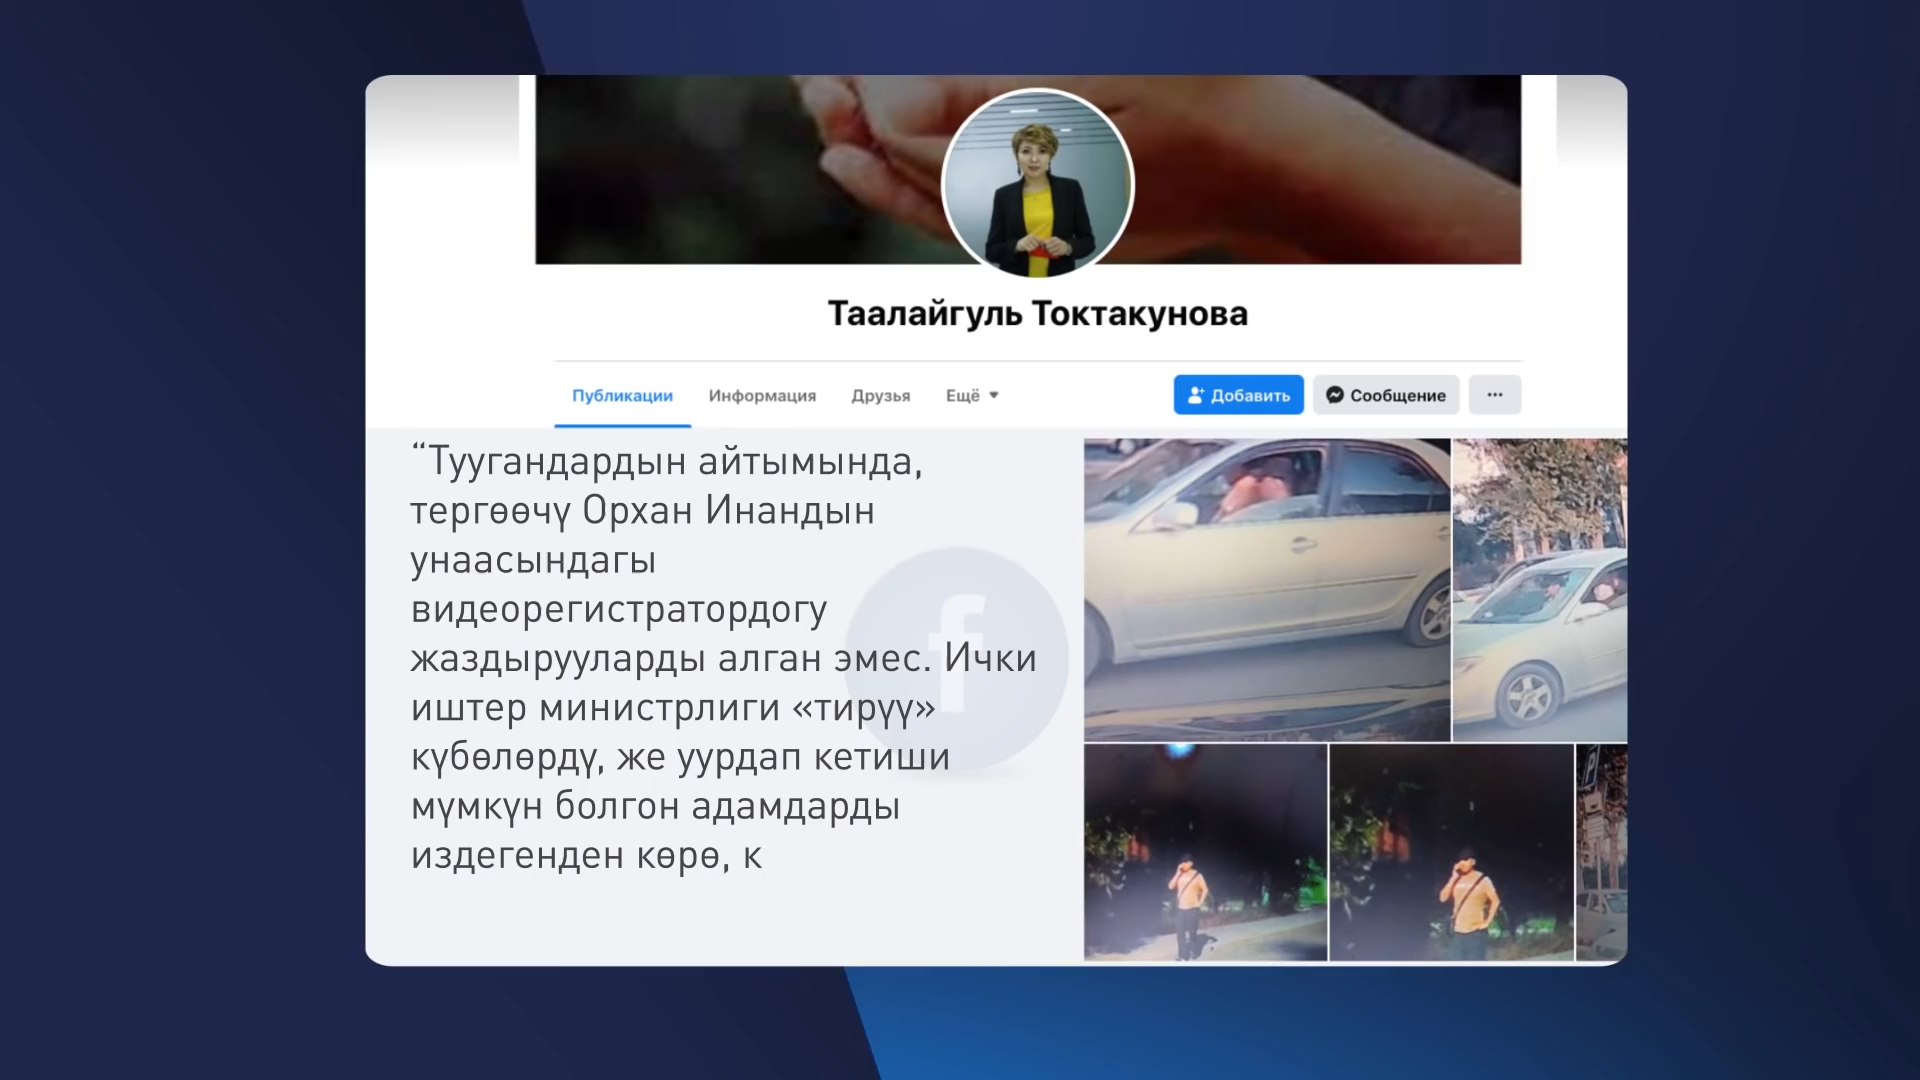 Таалайгуль Токтакунова
Публикации Информация Друзья Ещё Добавить Сообщение ...
“Туугандардын айтымында,
тергөөчү Орхан Инандын
унаасындагы
видеорегистратордогу
жаздырууларды алган эмес. Ички
иштер министрлиги «тирүү»
күбөлөрдү, же уурдап кетиши
мүмкүн болгон адамдарды
издегенден көрө, к
f
P